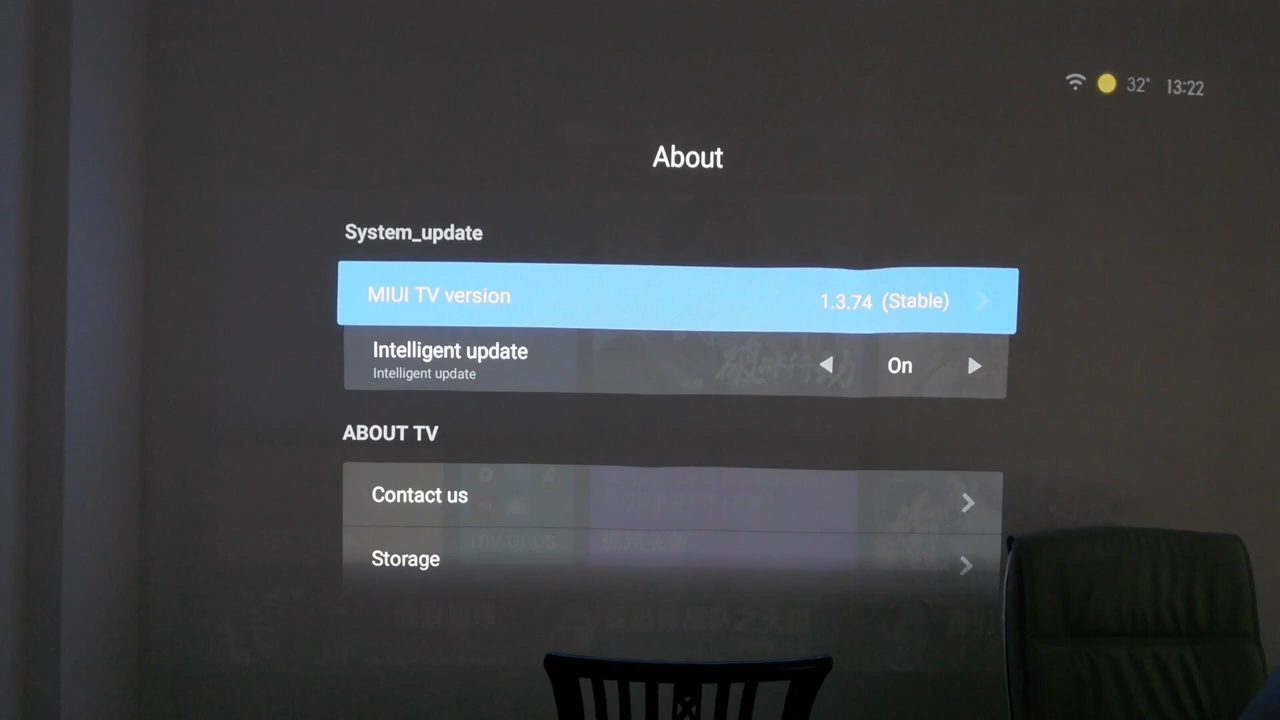 32° 13:22
About
System_update
MIUI TV version 1.3.74 (Stable)
Intelligent update
Intelligent update
On
ABOUT TV
Contact us
Storage